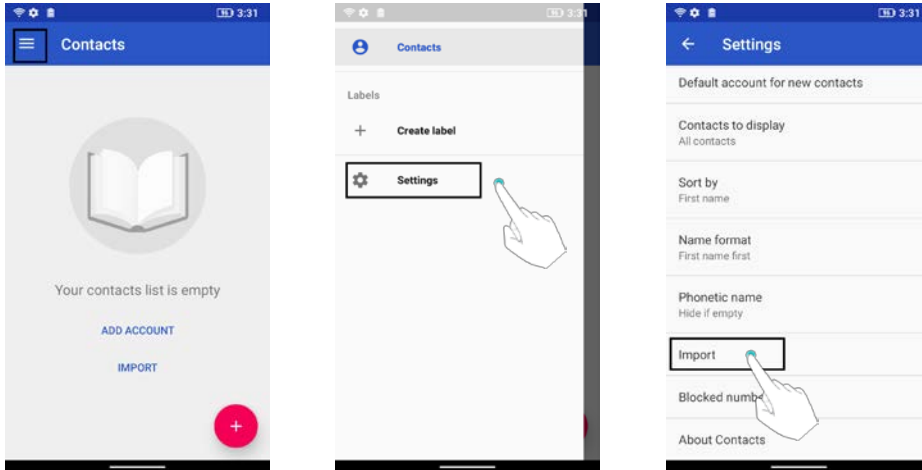 3:31
Contacts
Your contacts list is empty
ADD ACCOUNT
IMPORT
3:31
Contacts
Labels
Create label
Settings
3:31
Settings
Default account for new contacts
Contacts to display
All contacts
Sort by
First name
Name format
First name first
Phonetic name
Hide if empty
Import
Blocked
About Contacts